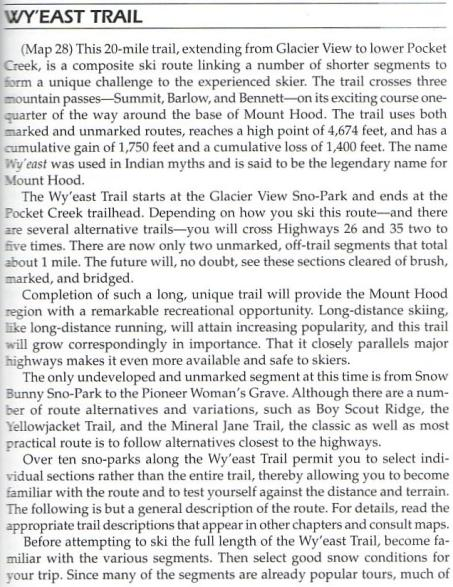 WY'EAST TRAIL
(Map 28) This 20-mile trail, extending from Glacier View to lower Pocket
Creek, is a composite ski route linking a number of shorter segments to
form a unique challenge to the experienced skier. The trail crosses three
mountain passes—Summit, Barlow, and Bennett—on its exciting course one-
quarter of the way around the base of Mount Hood. The trail uses both
marked and unmarked routes, reaches a high point of 4,674 feet, and has a
cumulative gain of 1,750 feet and a cumulative loss of 1,400 feet. The name
Wy'east was used in Indian myths and is said to be the legendary name for
Mount Hood.
The Wy'east Trail starts at the Glacier View Sno-Park and ends at the
Pocket Creek trailhead. Depending on how you ski this route—and there
are several alternative trails—you will cross Highways 26 and 35 two to
five times. There are now only two unmarked, off-trail segments that total
about 1 mile. The future will, no doubt, see these sections cleared of brush,
marked, and bridged.
Completion of such a long, unique trail will provide the Mount Hood
region with a remarkable recreational opportunity. Long-distance skiing,
like long-distance running, will attain increasing popularity, and this trail
will grow correspondingly in importance. That it closely parallels major
highways makes it even more available and safe to skiers.
The only undeveloped and unmarked segment at this time is from Snow
Bunny Sno-Park to the Pioneer Woman's Grave. Although there are a num-
ber of route alternatives and variations, such as Boy Scout Ridge, the
Yellowjacket Trail, and the Mineral Jane Trail, the classic as well as most
practical route is to follow alternatives closest to the highways.
Over ten sno-parks along the Wy'east Trail permit you to select indi-
vidual sections rather than the entire trail, thereby allowing you to become
familiar with the route and to test yourself against the distance and terrain.
The following is but a general description of the route. For details, read the
appropriate trail descriptions that appear in other chapters and consult maps.
Before attempting to ski the full length of the Wy'east Trail, become fa-
miliar with the various segments. Then select good snow conditions for
your trip. Since many of the segments are already popular tours, much of